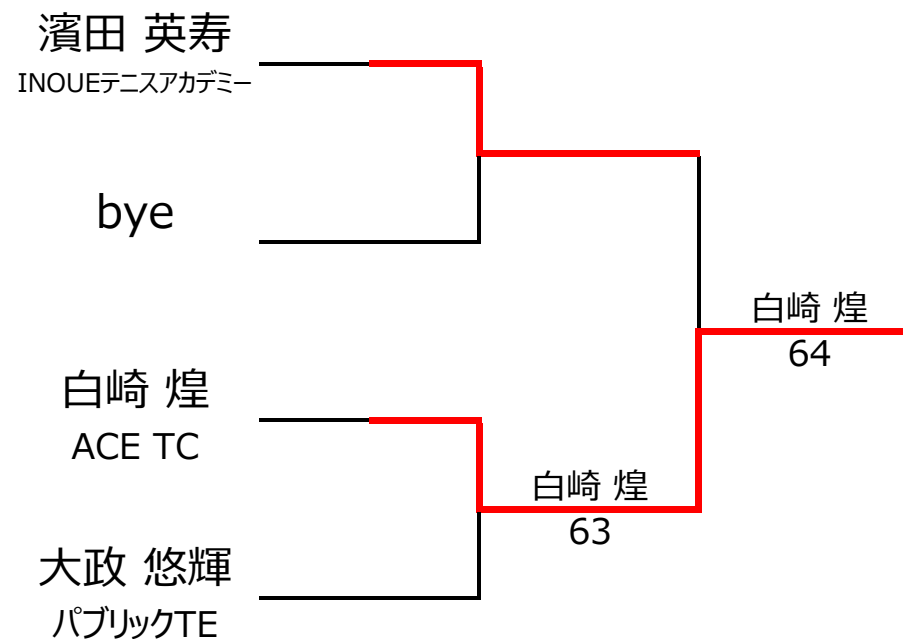 濱田 英寿
INOUEテニスアカデミー
bye
白崎 煌
64
白崎 煌
ACE TC
白崎 煌
63
大政 悠輝
パブリックTE